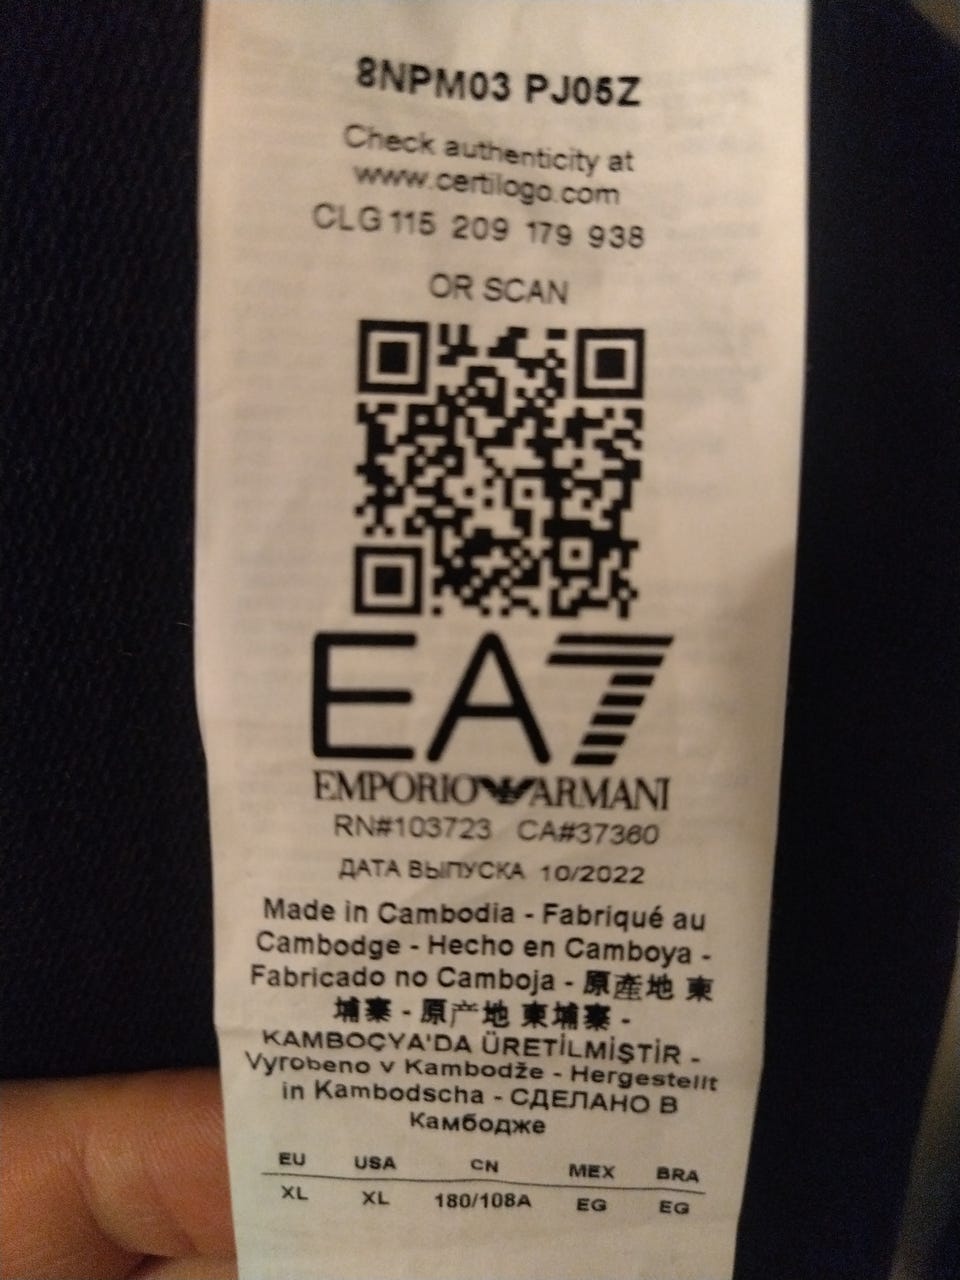 8NPM03 PJ05Z
Check authenticity at
www.certilogo.com
CLG 115 209 179 938
OR SCAN
EA7
EMPORIO ARMANI
RN#103723 CA#37360
ДАТА ВЫПУСКА 10/2022
Made in Cambodia - Fabriqué au
Cambodge - Hecho en Camboya -
Fabricado no Camboja - 原產地 柬
埔寨 - 原产地 柬埔寨 -
KAMBOÇYA'DA ÜRETİLMİŞTİR -
Vyrobeno v Kambodže - Hergestellt
in Kambodscha - СДЕЛАНО В
Камбодже
EU USA CN MEX BRA
XL XL 180/108A EG EG